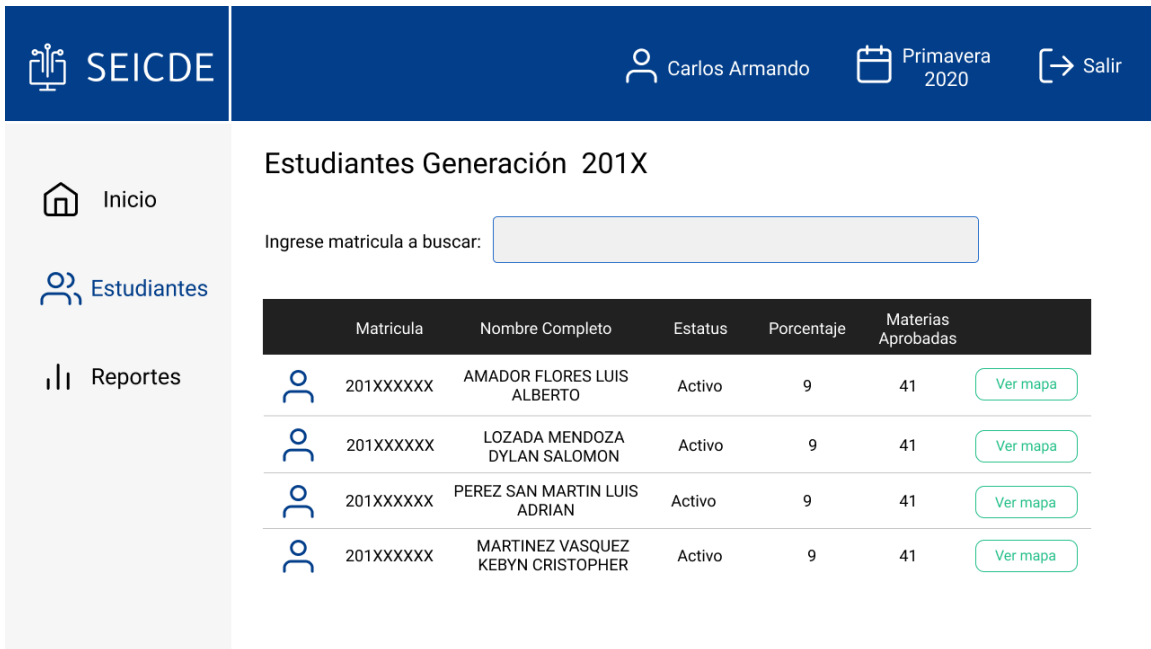 SEICDE
Carlos Armando
Primavera
2020
Salir
Inicio
Estudiantes
Reportes
Estudiantes Generación 201X
Ingrese matricula a buscar:
Matricula Nombre Completo Estatus Porcentaje Materias
Aprobadas
201XXXXXX AMADOR FLORES LUIS
ALBERTO Activo 9 41 Ver mapa
201XXXXXX LOZADA MENDOZA
DYLAN SALOMON Activo 9 41 Ver mapa
201XXXXXX PEREZ SAN MARTIN LUIS
ADRIAN Activo 9 41 Ver mapa
201XXXXXX MARTINEZ VASQUEZ
KEBYN CRISTOPHER Activo 9 41 Ver mapa